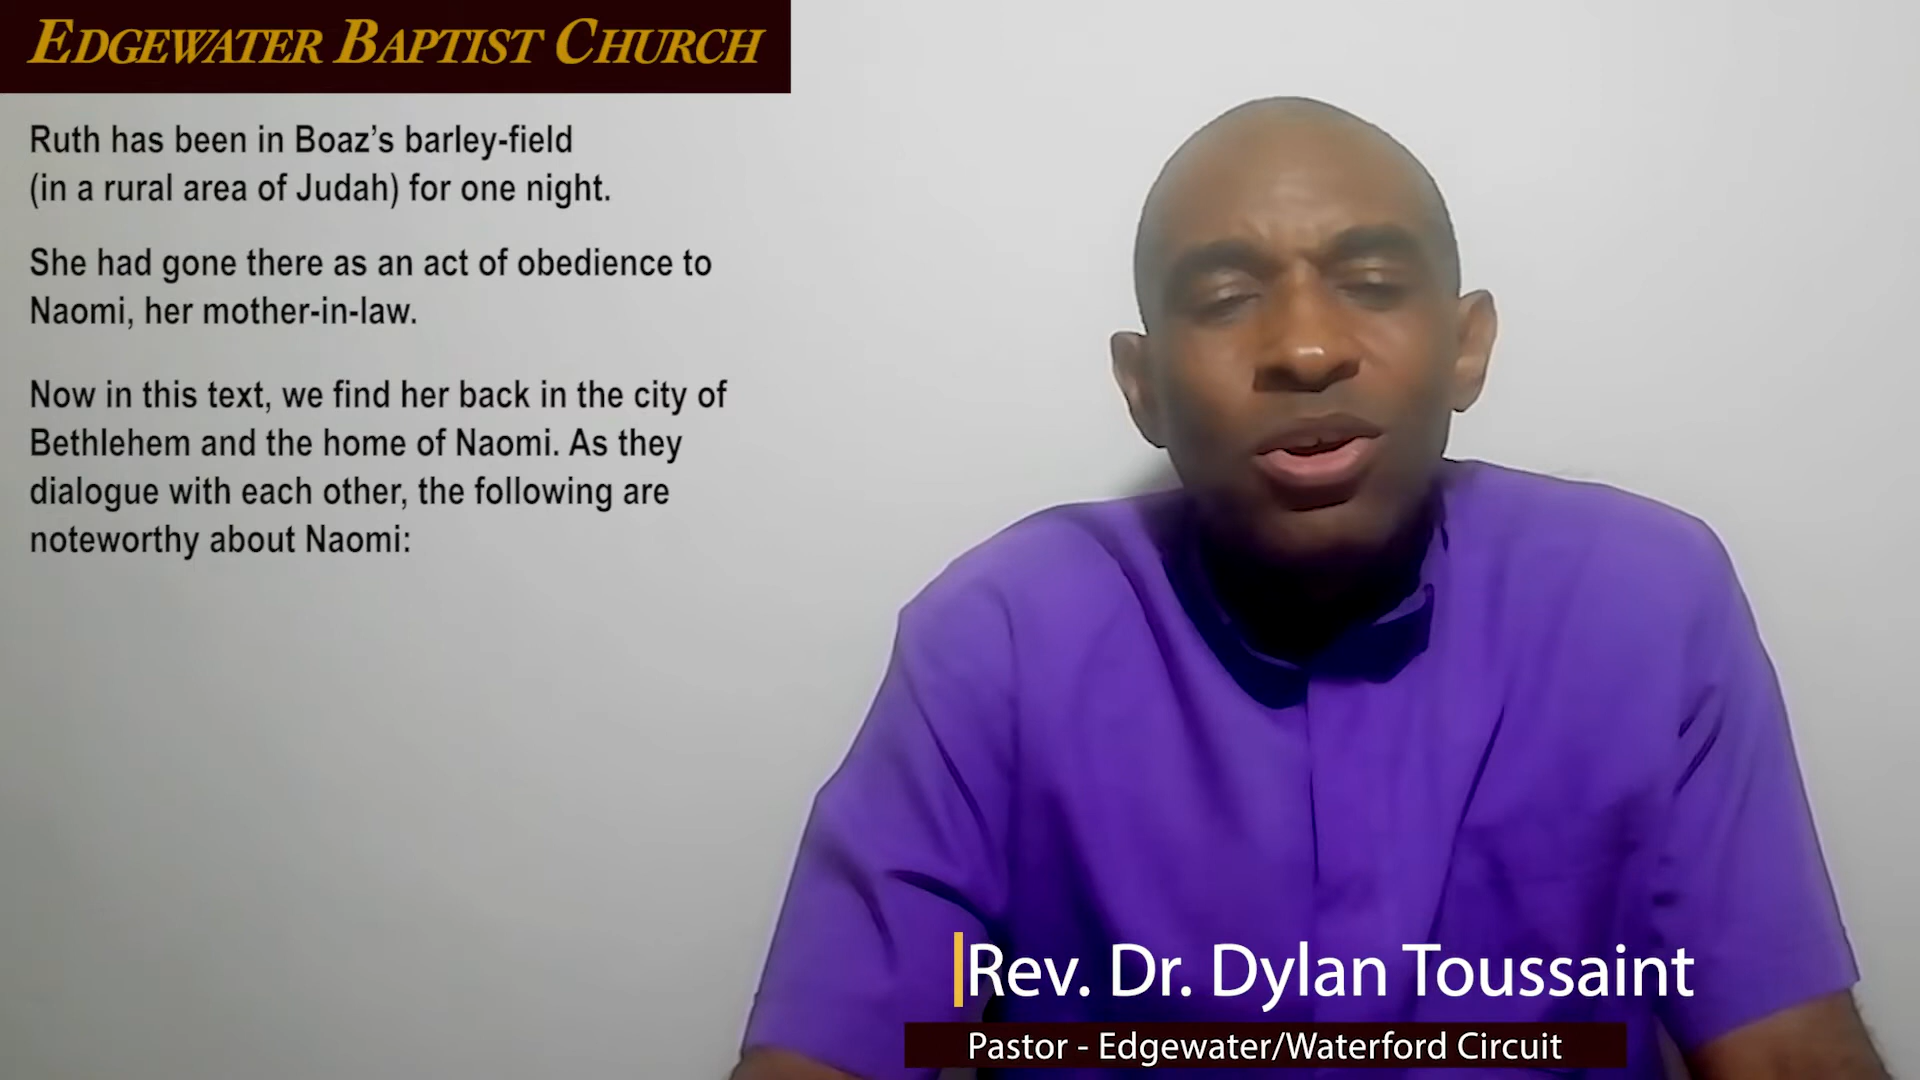 EDGEWATER BAPTIST CHURCH
Ruth has been in Boaz’s barley-field
(in a rural area of Judah) for one night.
She had gone there as an act of obedience to
Naomi, her mother-in-law.
Now in this text, we find her back in the city of
Bethlehem and the home of Naomi. As they
dialogue with each other, the following are
noteworthy about Naomi:
Rev. Dr. Dylan Toussaint
Pastor - Edgewater/Waterford Circuit